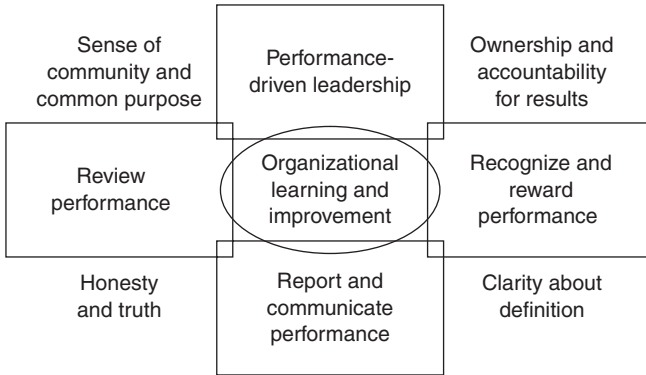 Sense of
community and
common purpose
Performance-
driven leadership
Ownership and
accountability
for results
Review
performance
Organizational
learning and
improvement
Recognize and
reward
performance
Honesty
and truth
Report and
communicate
performance
Clarity about
definition